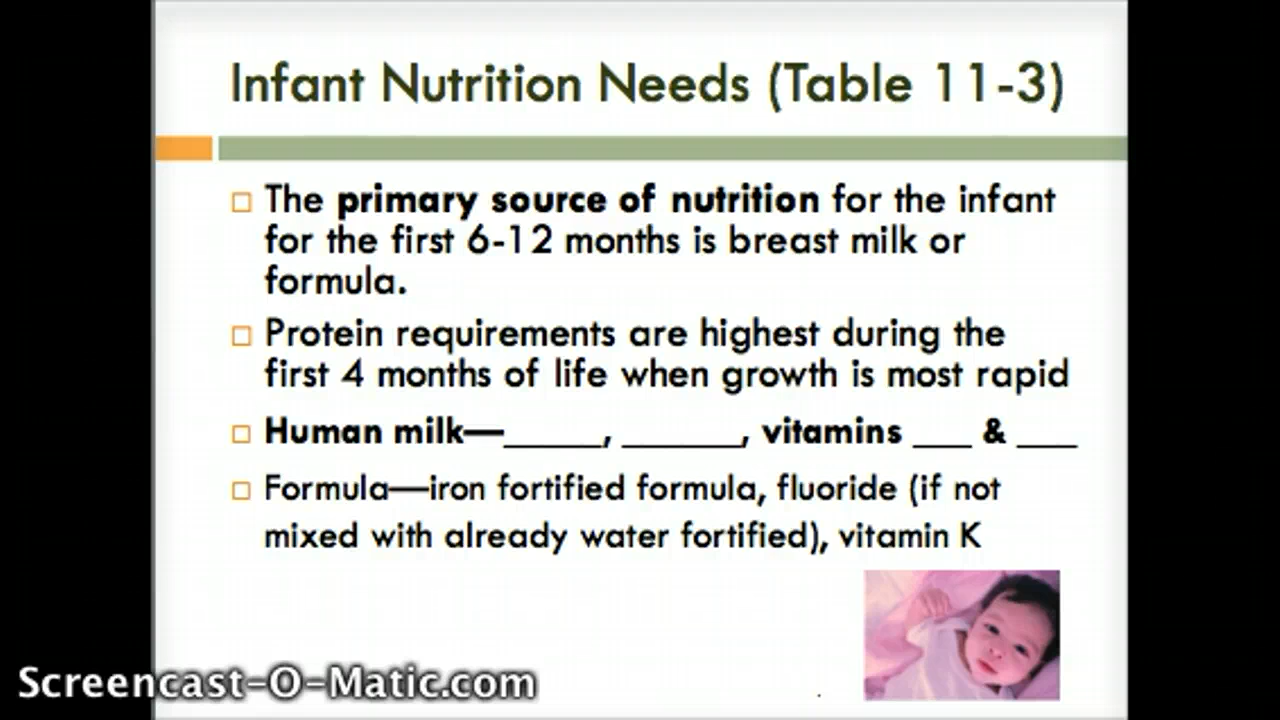 Infant Nutrition Needs (Table 11-3)
The primary source of nutrition for the infant
for the first 6-12 months is breast milk or
formula.
Protein requirements are highest during the
first 4 months of life when growth is most rapid
Human milk—_____, ______, vitamins ___ & ___
Formula—iron fortified formula, fluoride (if not
mixed with already water fortified), vitamin K
Screencast-O-Matic.com